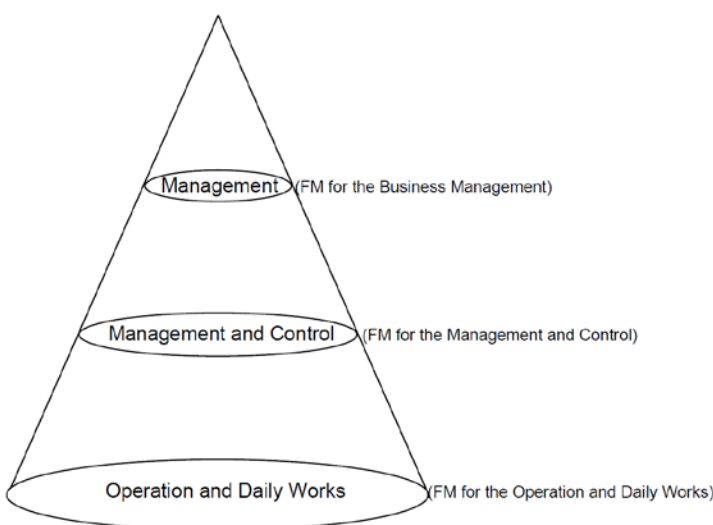 Management (FM for the Business Management)
Management and Control (FM for the Management and Control)
Operation and Daily Works (FM for the Operation and Daily Works)